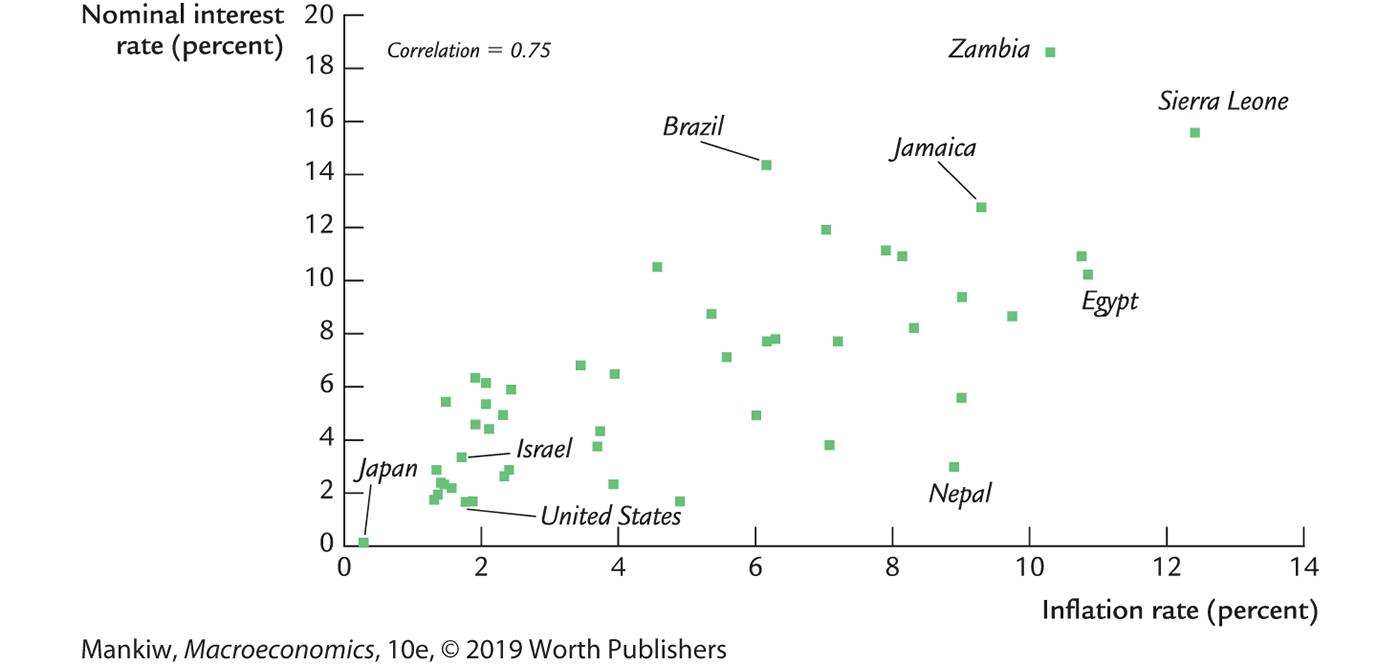 Nominal interest
rate (percent)
Correlation = 0.75
20
18
16
14
12
10
8
6
4
2
0
Zambia
Sierra Leone
Brazil
Jamaica
Egypt
Israel
Japan
Nepal
United States
0 2 4 6 8 10 12 14
Inflation rate (percent)
Mankiw, Macroeconomics, 10e, © 2019 Worth Publishers